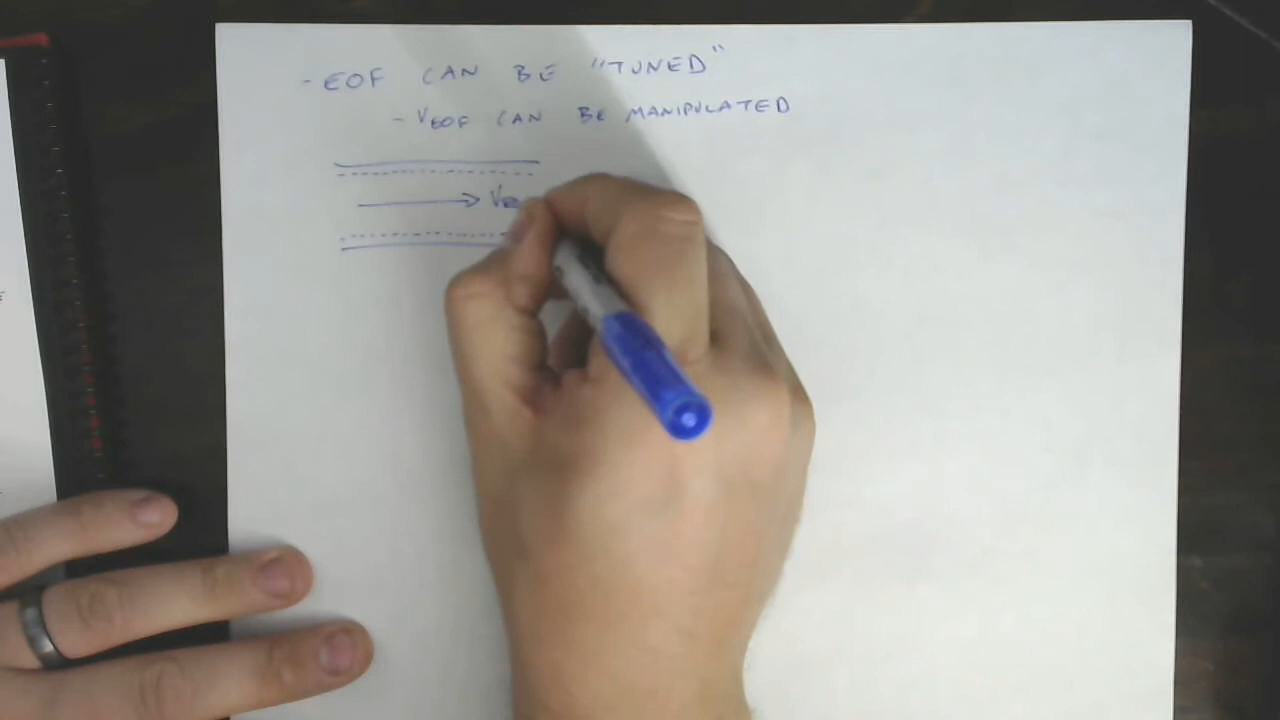 - EOF CAN BE "TUNED"
- VEOF CAN BE MANIPULATED